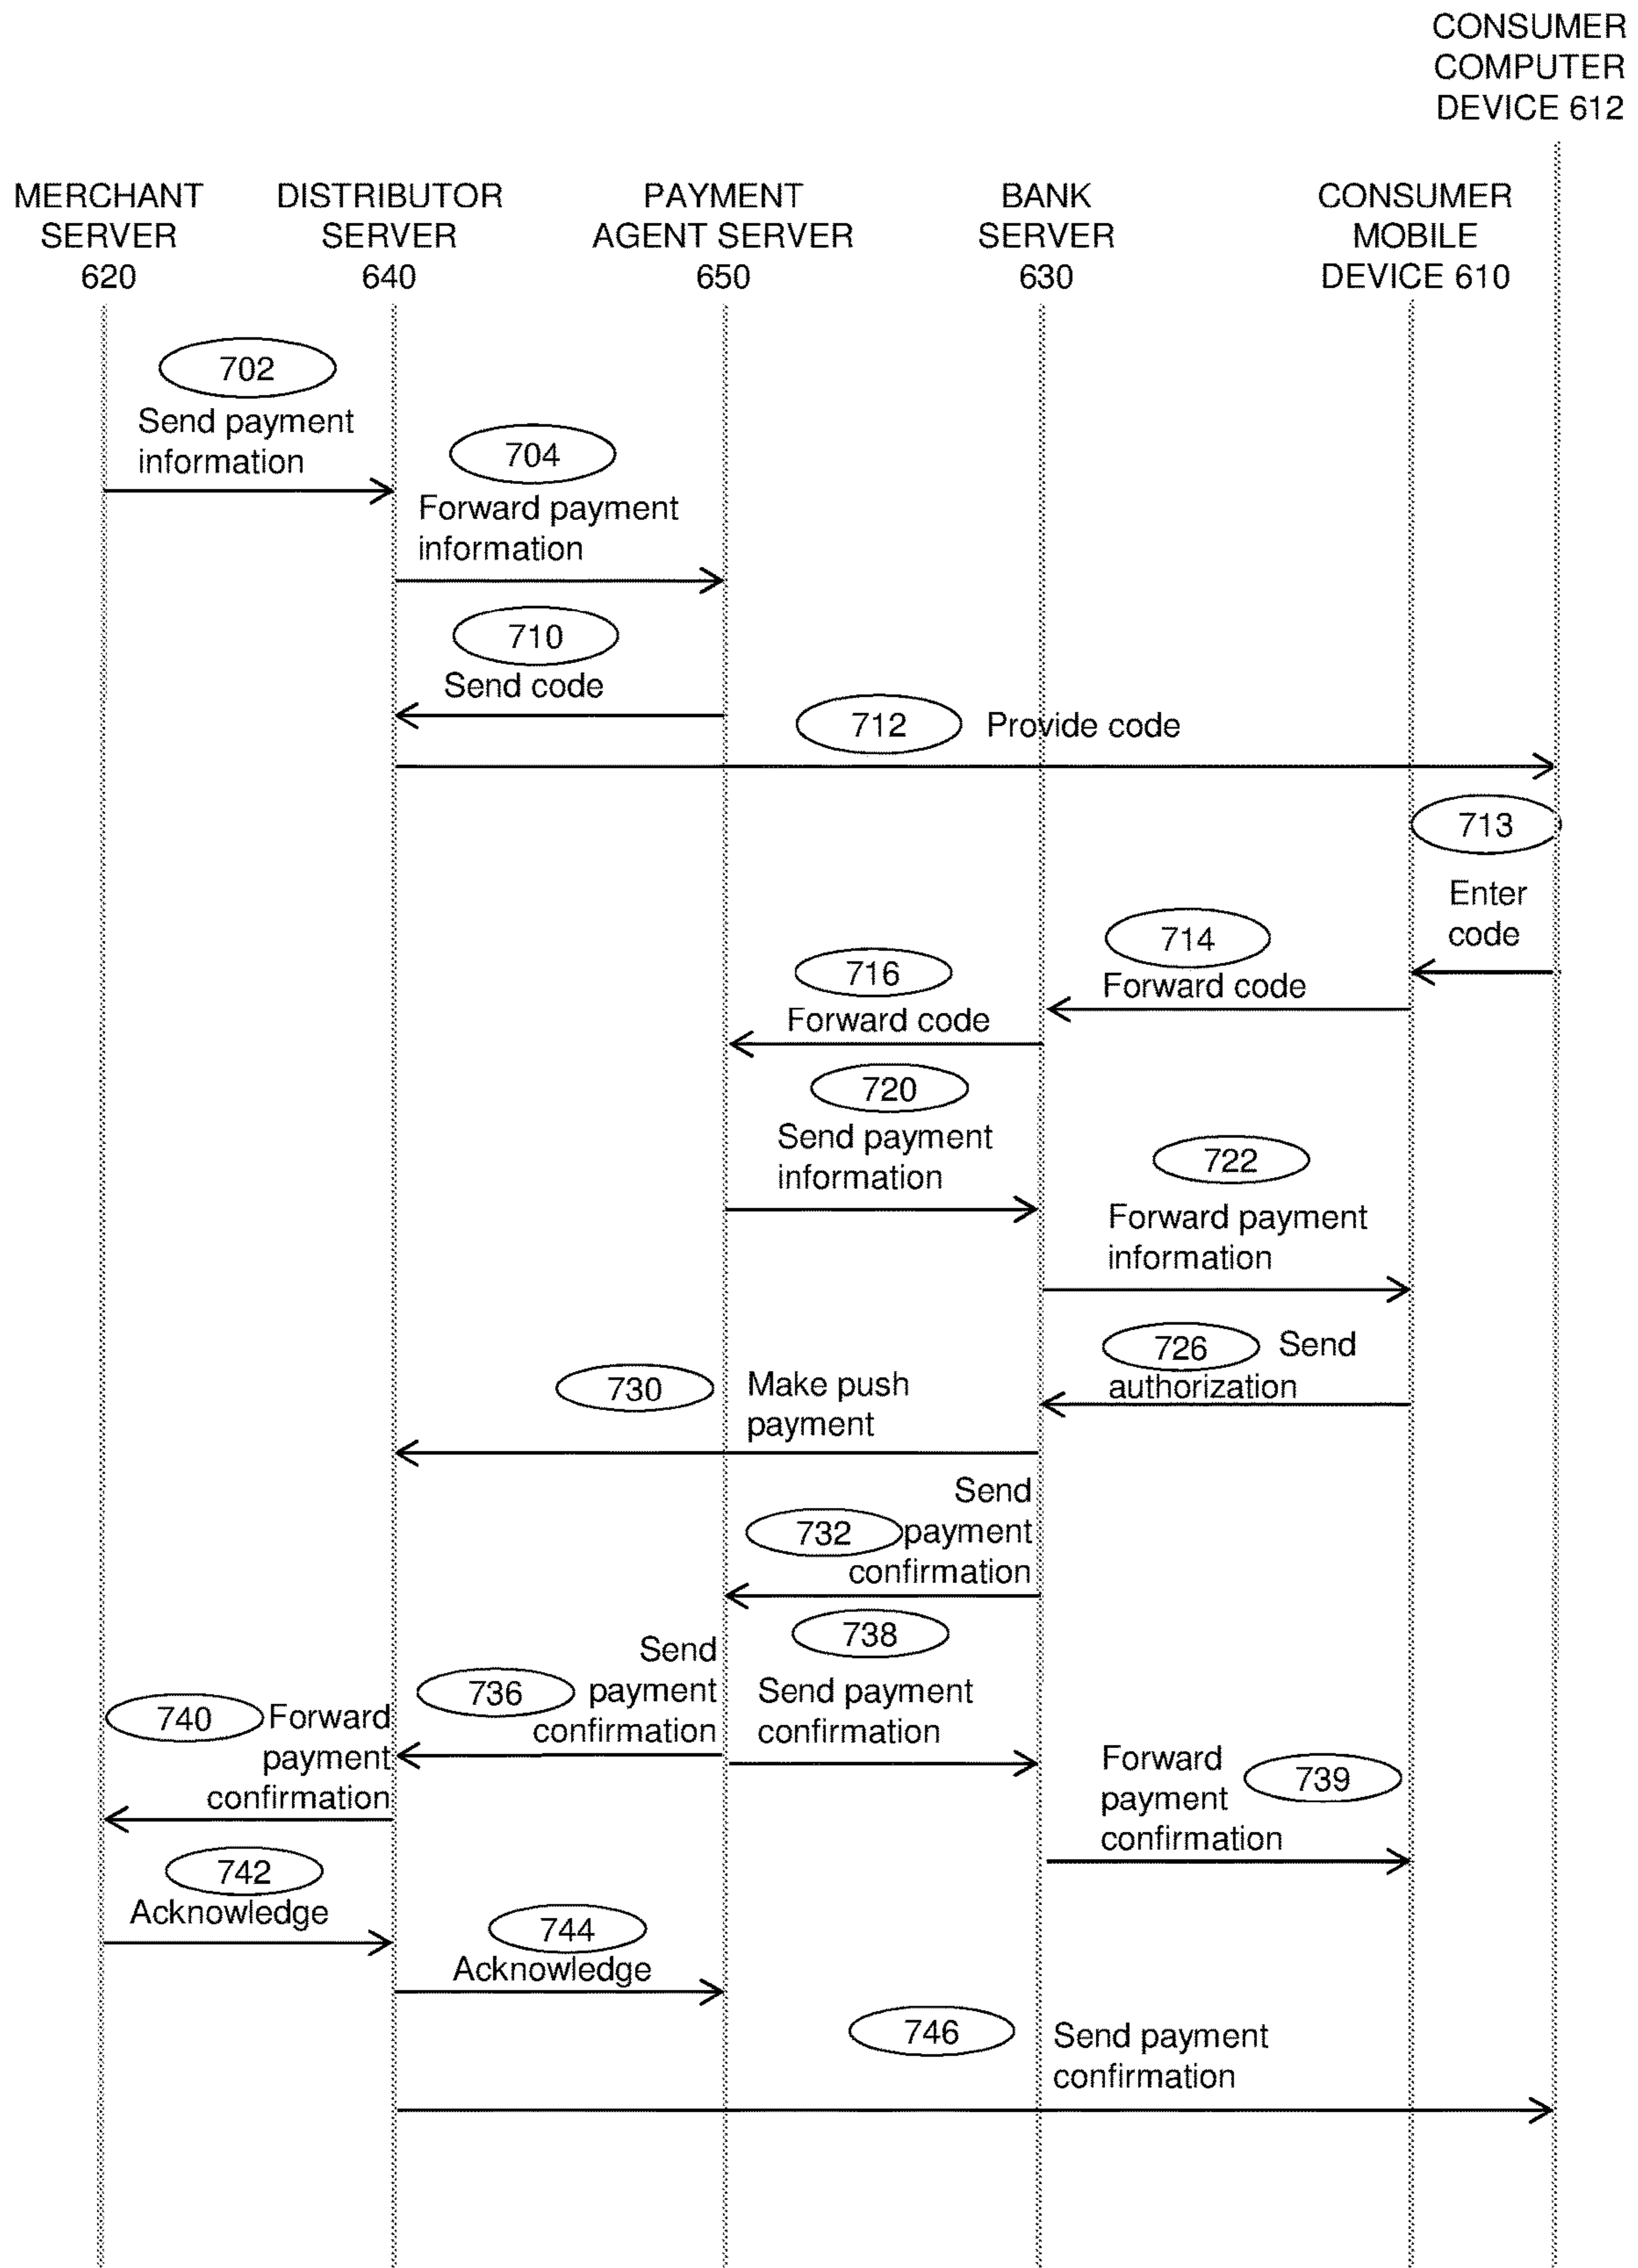 CONSUMER
COMPUTER
DEVICE 612
MERCHANT
SERVER
620
DISTRIBUTOR
SERVER
640
PAYMENT
AGENT SERVER
650
BANK
SERVER
630
CONSUMER
MOBILE
DEVICE 610
702
Send payment
information
704
Forward payment
information
710
Send code
712 Provide code
713
Enter
code
714
Forward code
716
Forward code
720
Send payment
information
722
Forward payment
information
726 Send
authorization
730
Make push
payment
732
Send
payment
confirmation
738
Send payment
confirmation
736
Send
payment
confirmation
740
Forward
payment
confirmation
739
Forward
payment
confirmation
742
Acknowledge
744
Acknowledge
746
Send payment
confirmation